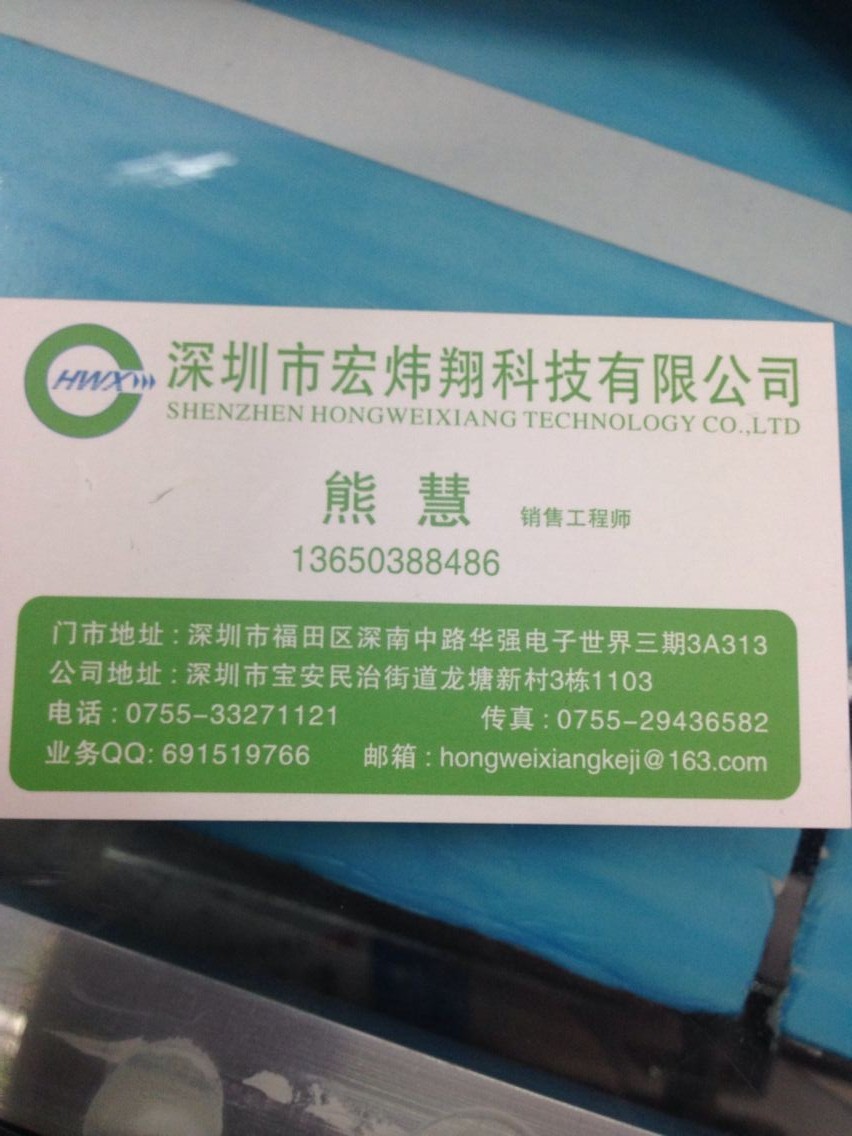 HWX
深圳市宏炜翔科技有限公司
SHENZHEN HONGWEIXIANG TECHNOLOGY CO.,LTD
熊 慧 销售工程师
13650388486
门市地址：深圳市福田区深南中路华强电子世界三期3A313
公司地址：深圳市宝安民治街道龙塘新村3栋1103
电话：0755-33271121 传真：0755-29436582
业务QQ: 691519766 邮箱：hongweixiangkeji@163.com